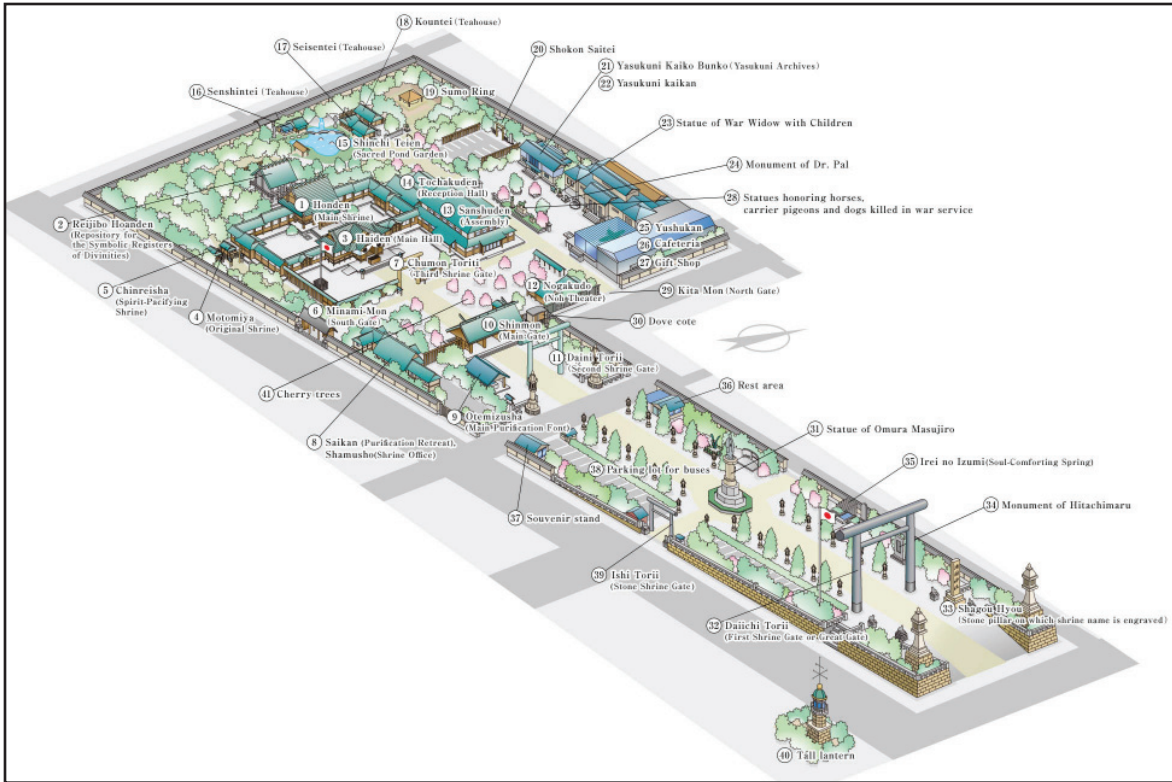 ⑱ Kountei (Teahouse)
⑰ Seisentei (Teahouse)
⑳ Shokon Saitei
㉑ Yasukuni Kaiko Bunko (Yasukuni Archives)
㉒ Yasukuni kaikan
⑯ Senshintei (Teahouse)
⑲ Sumo Ring
㉓ Statue of War Widow with Children
⑮ Shinchi Teien
(Sacred Pond Garden)
㉔ Monument of Dr. Pal
⑭ Tochakuden
(Reception Hall)
㉘ Statues honoring horses,
carrier pigeons and dogs killed in war service
① Honden
(Main Shrine)
⑬ Sanshuden
(Assembly)
② Reijibo Hoanden
(Repository for
the Symbolic Registers
of Divinities)
③ Haiden (Main Hall)
㉕ Yushukan
㉖ Cafeteria
㉗ Gift Shop
⑦ Chumon Toriti
(Third Shrine Gate)
⑤ Chinreisha
(Spirit-Pacifying
Shrine)
⑫ Nogakudo
(Noh Theater)
㉙ Kita Mon (North Gate)
④ Motomiya
(Original Shrine)
⑥ Minami-Mon
(South Gate)
⑩ Shinmon
(Main Gate)
㉚ Dove cote
⑪ Daini Torii
(Second Shrine Gate)
㊶ Cherry trees
㊱ Rest area
⑨ Otemizusha
(Main Purification Font)
㉛ Statue of Omura Masujiro
⑧ Saikan (Purification Retreat),
Shamusho (Shrine Office)
㊳ Parking lot for buses
㉟ Irei no Izumi (Soul-Comforting Spring)
㉞ Monument of Hitachimaru
㊲ Souvenir stand
㊴ Ishi Torii
(Stone Shrine Gate)
㉝ Shagou Hyou
(Stone pillar on which shrine name is engraved)
㉜ Daiichi Torii
(First Shrine Gate or Great Gate)
㊵ Tall lantern